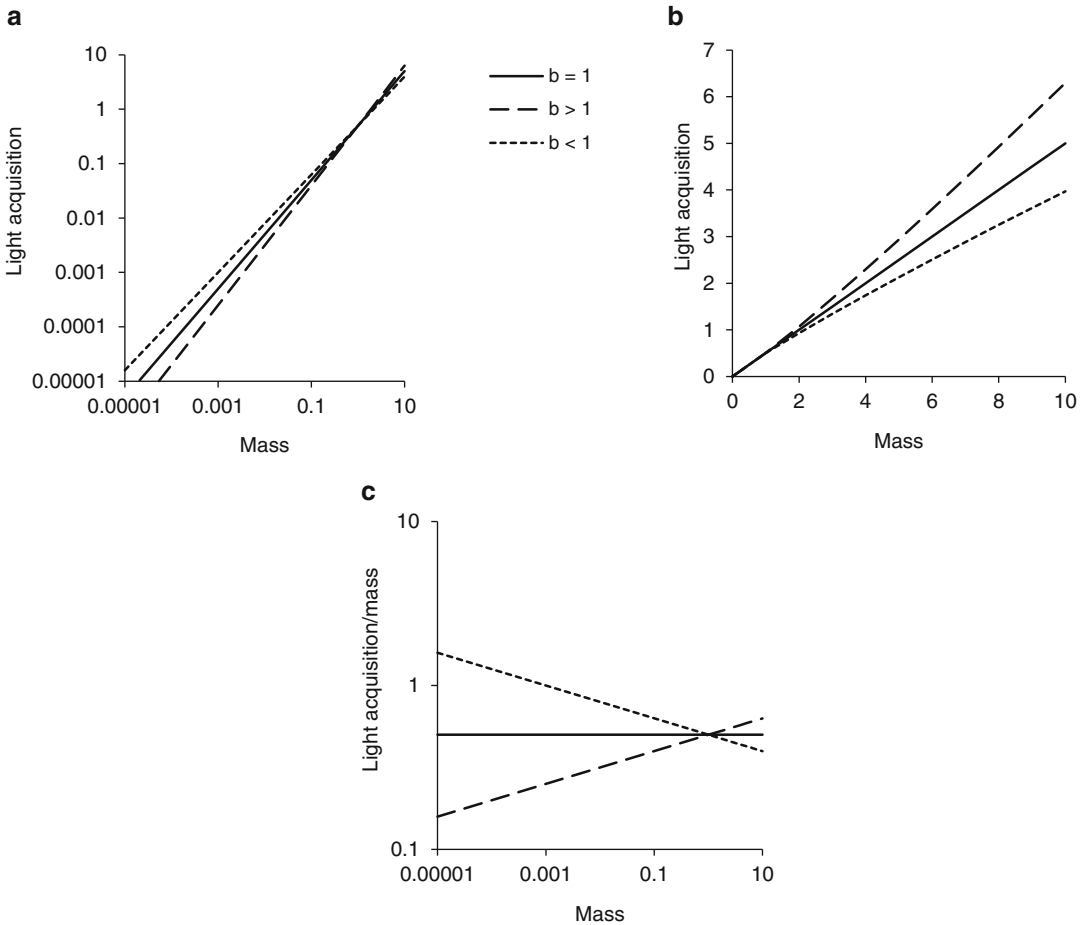 a
10
1
0.1
0.01
0.001
0.0001
0.00001
Light acquisition
0.00001 0.001 0.1 10
Mass
b = 1
b > 1
b < 1
b
7
6
5
4
3
2
1
0
Light acquisition
0 2 4 6 8 10
Mass
c
10
1
0.1
Light acquisition/mass
0.00001 0.001 0.1 10
Mass